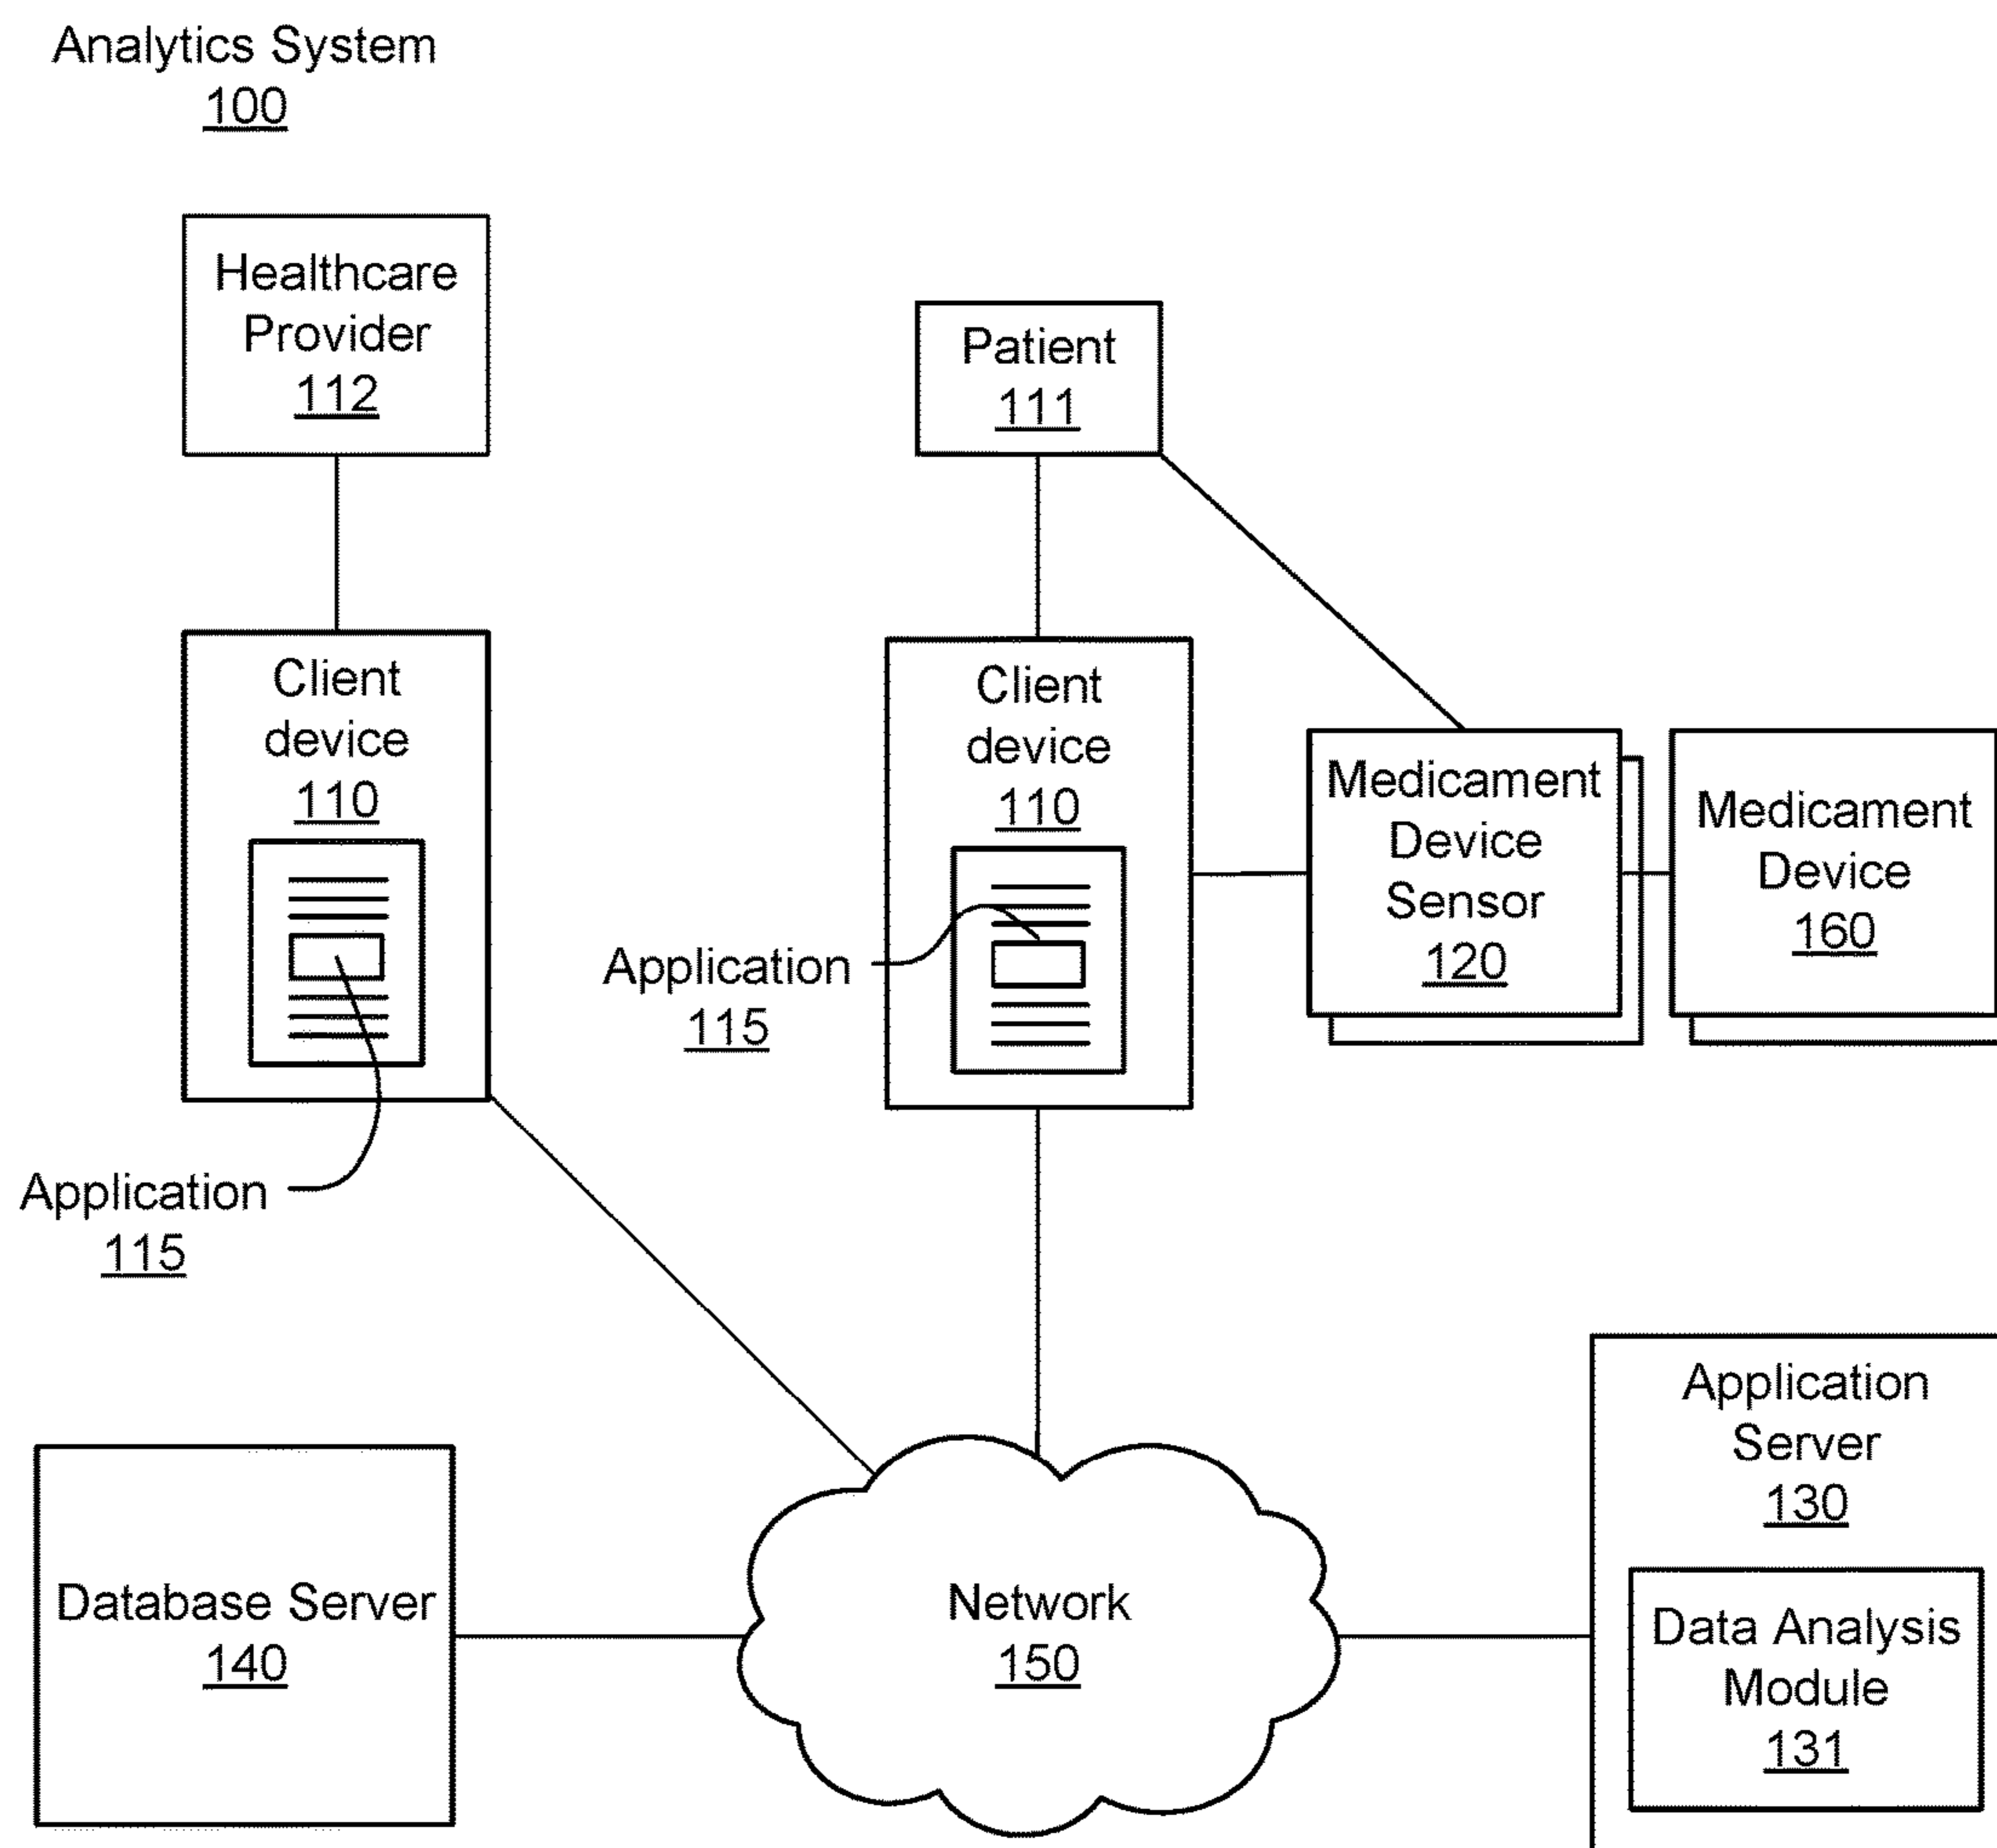 Analytics System
100
Healthcare
Provider
112
Patient
111
Client
device
110
Client
device
110
Medicament
Device
Sensor
120
Medicament
Device
160
Application
115
Application
115
Application
Server
130
Database Server
140
Network
150
Data Analysis
Module
131